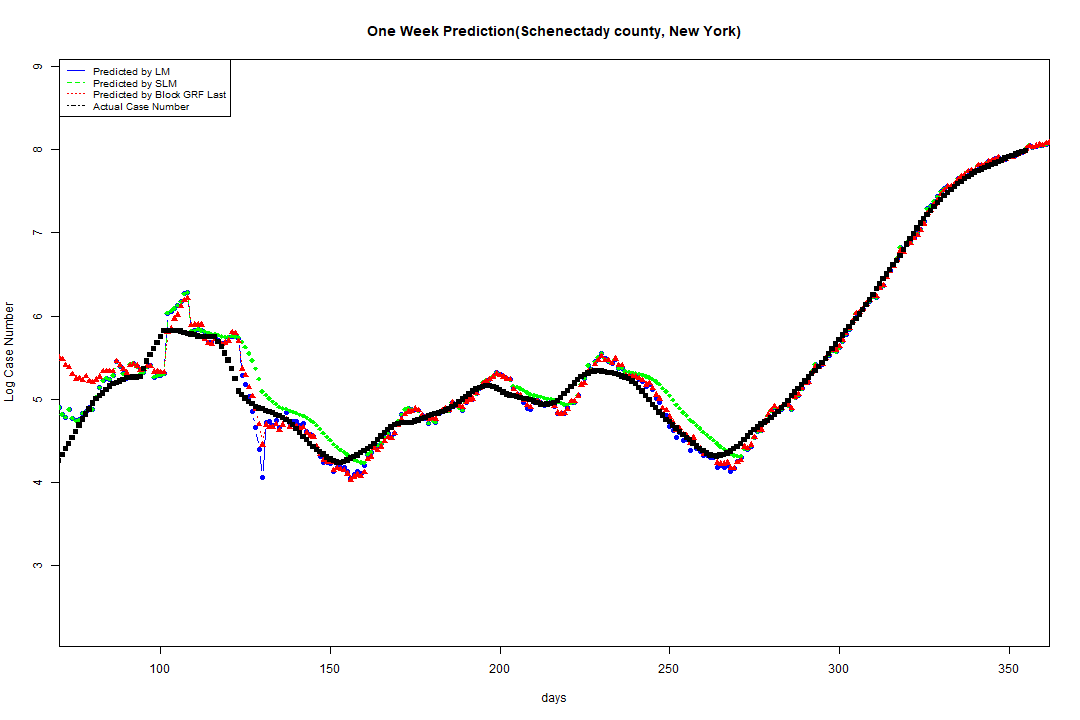 One Week Prediction(Schenectady county, New York)
Predicted by LM
Predicted by SLM
Predicted by Block GRF Last
Actual Case Number
Log Case Number
9
8
7
6
5
4
3
100 150 200 250 300 350
days